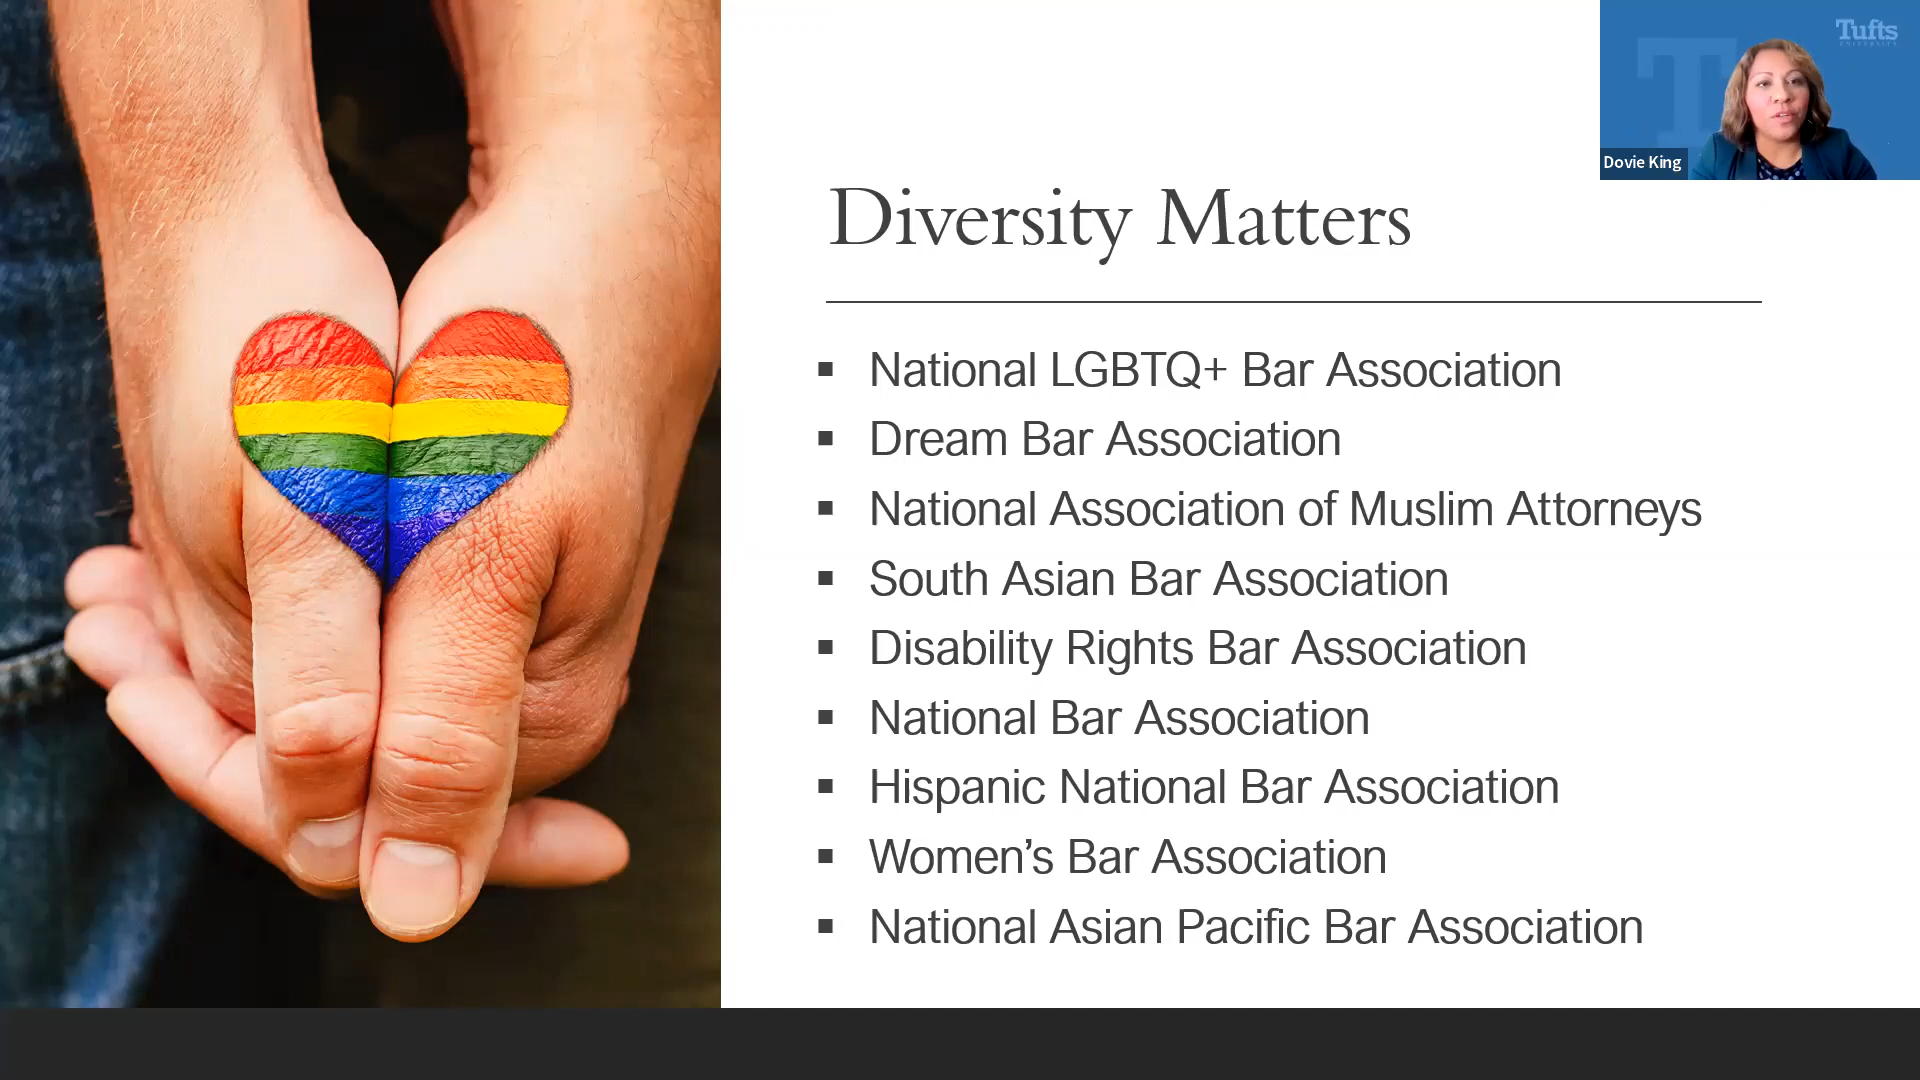 Tufts
UNIVERSITY
Dovie King
Diversity Matters
▪ National LGBTQ+ Bar Association
▪ Dream Bar Association
▪ National Association of Muslim Attorneys
▪ South Asian Bar Association
▪ Disability Rights Bar Association
▪ National Bar Association
▪ Hispanic National Bar Association
▪ Women’s Bar Association
▪ National Asian Pacific Bar Association